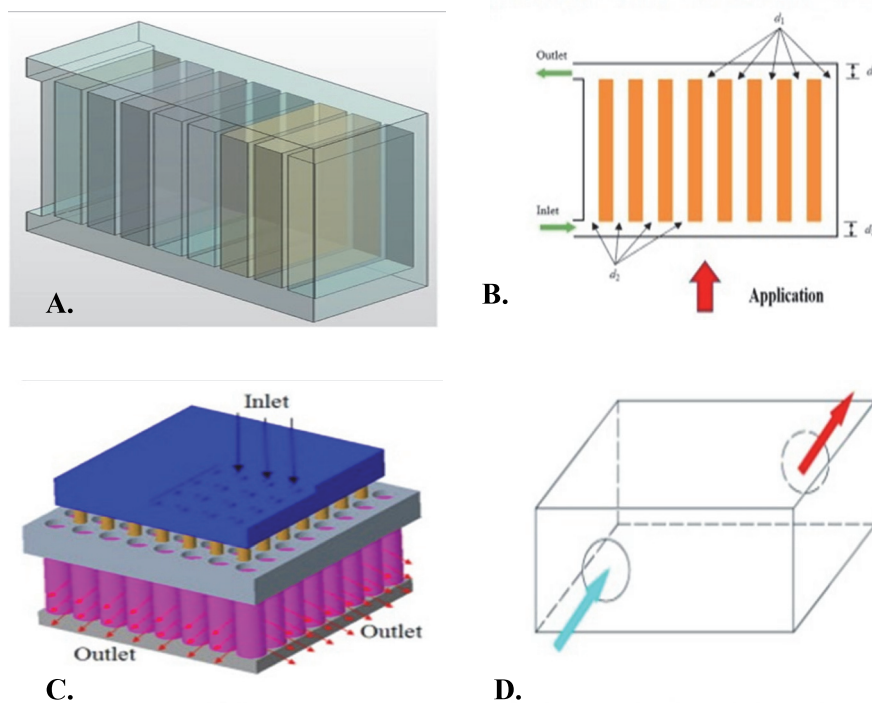 A.
d₁
Outlet
d
Inlet
d
d₂
B.
Application
Inlet
Outlet
Outlet
C.
D.